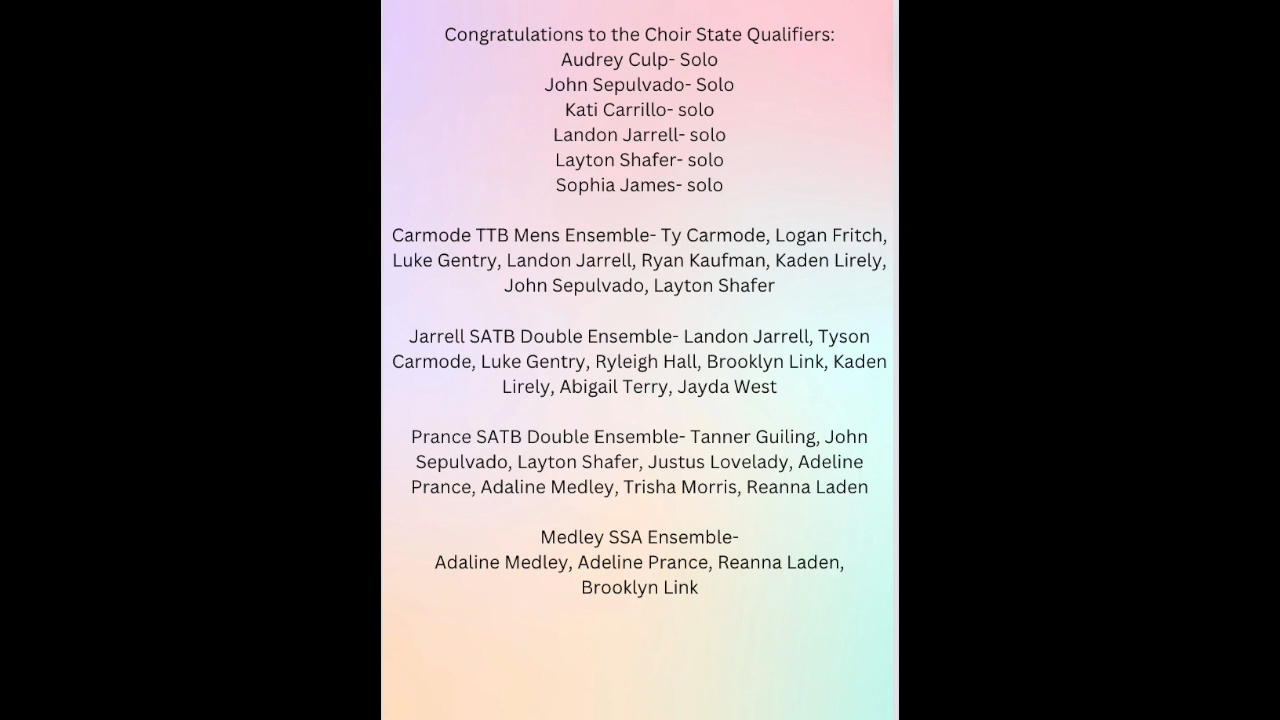 Congratulations to the Choir State Qualifiers:
Audrey Culp- Solo
John Sepulvado- Solo
Kati Carrillo- solo
Landon Jarrell- solo
Layton Shafer- solo
Sophia James- solo
Carmode TTB Mens Ensemble- Ty Carmode, Logan Fritch,
Luke Gentry, Landon Jarrell, Ryan Kaufman, Kaden Lirely,
John Sepulvado, Layton Shafer
Jarrell SATB Double Ensemble- Landon Jarrell, Tyson
Carmode, Luke Gentry, Ryleigh Hall, Brooklyn Link, Kaden
Lirely, Abigail Terry, Jayda West
Prance SATB Double Ensemble- Tanner Guiling, John
Sepulvado, Layton Shafer, Justus Lovelady, Adeline
Prance, Adaline Medley, Trisha Morris, Reanna Laden
Medley SSA Ensemble-
Adaline Medley, Adeline Prance, Reanna Laden,
Brooklyn Link